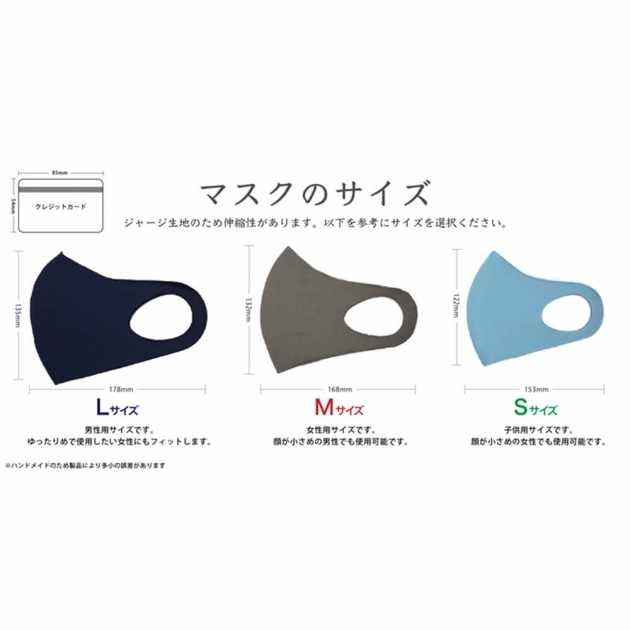 85mm
54mm
クレジットカード
マスクのサイズ
ジャージ生地のため伸縮性があります。以下を参考にサイズを選択ください。
135mm
178mm
Lサイズ
男性用サイズです。
ゆったりめで使用したい女性にもフィットします。
132mm
168mm
Mサイズ
女性用サイズです。
顔が小さめの男性でも使用可能です。
122mm
153mm
Sサイズ
子供用サイズです。
顔が小さめの女性でも使用可能です。
※ハンドメイドのため製品により多小の誤差があります